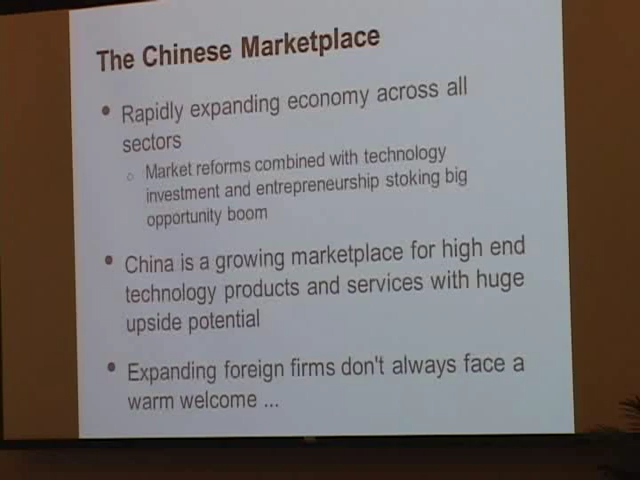 The Chinese Marketplace
• Rapidly expanding economy across all
sectors
○ Market reforms combined with technology
investment and entrepreneurship stoking big
opportunity boom
• China is a growing marketplace for high end
technology products and services with huge
upside potential
• Expanding foreign firms don't always face a
warm welcome ...